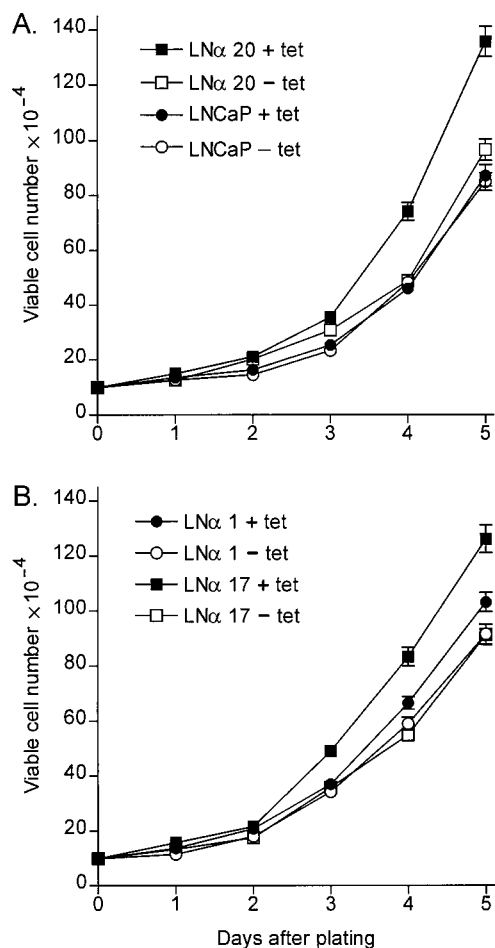 A.
140
120
100
80
60
40
20
0
Viable cell number ×10⁻⁴
LNα 20 + tet
LNα 20 − tet
LNCaP + tet
LNCaP − tet
0 1 2 3 4 5
B.
140
120
100
80
60
40
20
0
Viable cell number ×10⁻⁴
LNα 1 + tet
LNα 1 − tet
LNα 17 + tet
LNα 17 − tet
0 1 2 3 4 5
Days after plating